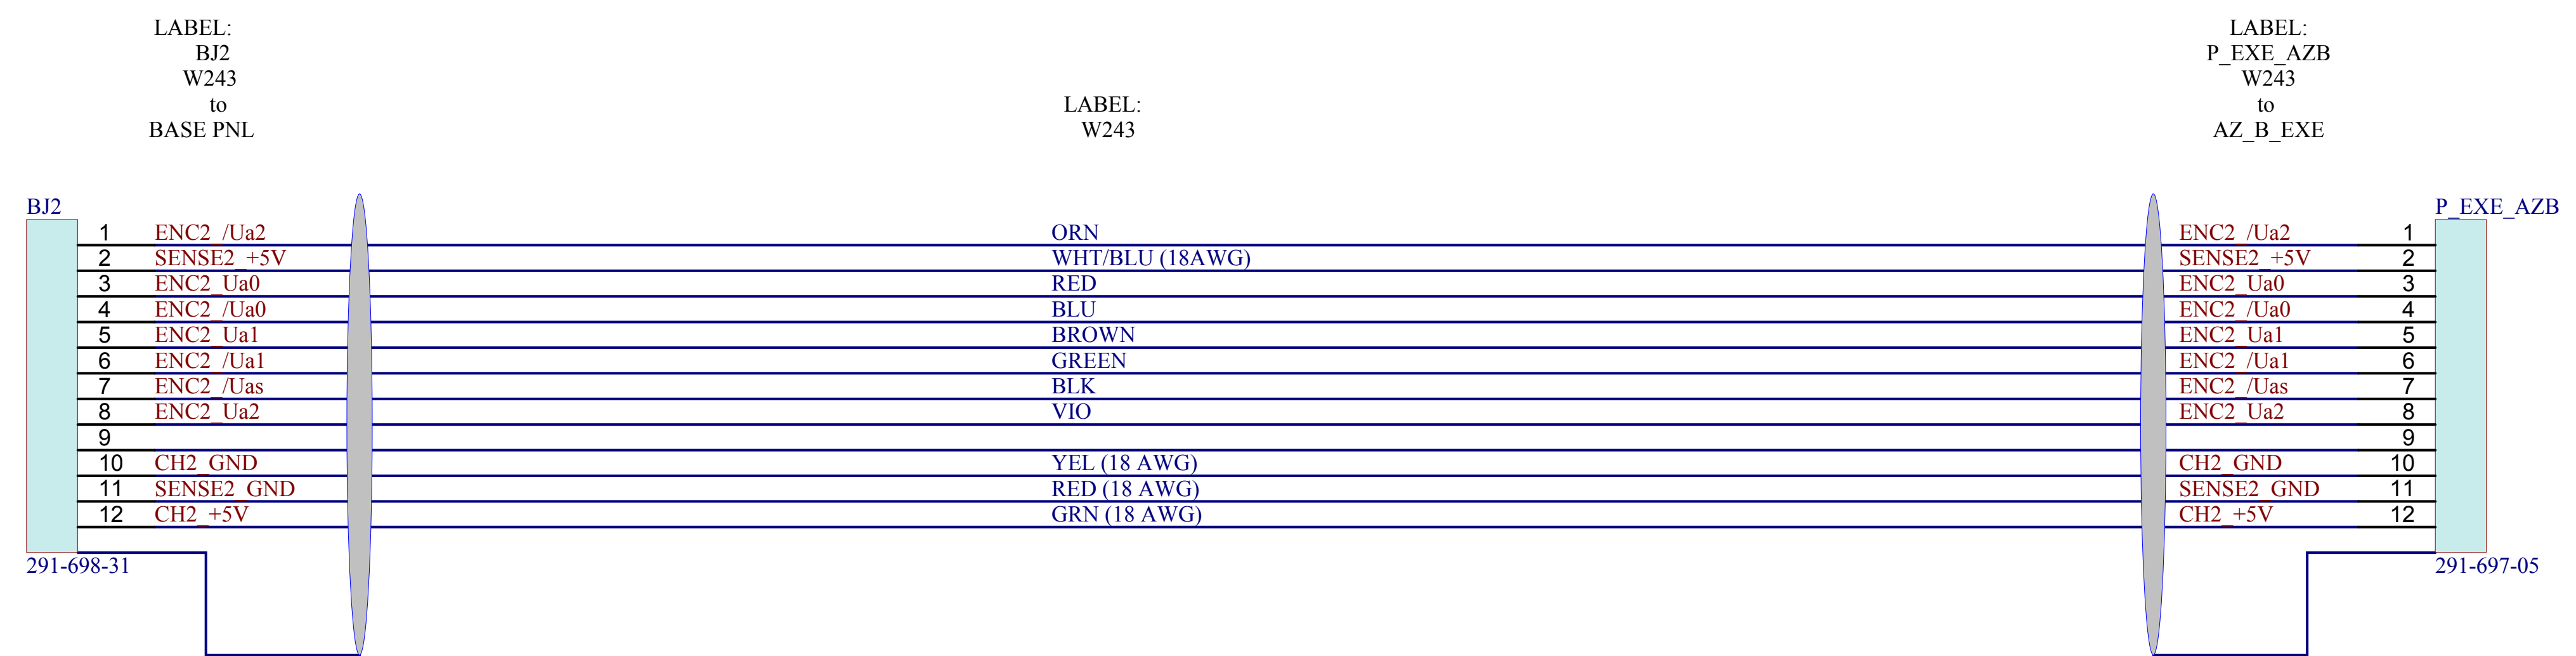 LABEL:
BJ2
W243
to
BASE PNL
LABEL:
W243
LABEL:
P_EXE_AZB
W243
to
AZ_B_EXE
BJ2
P_EXE_AZB
1 ENC2_/Ua2 ORN ENC2_/Ua2 1
2 SENSE2_+5V WHT/BLU (18AWG) SENSE2_+5V 2
3 ENC2_Ua0 RED ENC2_Ua0 3
4 ENC2_/Ua0 BLU ENC2_/Ua0 4
5 ENC2_Ua1 BROWN ENC2_Ua1 5
6 ENC2_/Ua1 GREEN ENC2_/Ua1 6
7 ENC2_/Uas BLK ENC2_/Uas 7
8 ENC2_Ua2 VIO ENC2_Ua2 8
9 9
10 CH2_GND YEL (18 AWG) CH2_GND 10
11 SENSE2_GND RED (18 AWG) SENSE2_GND 11
12 CH2_+5V GRN (18 AWG) CH2_+5V 12
291-698-31
291-697-05